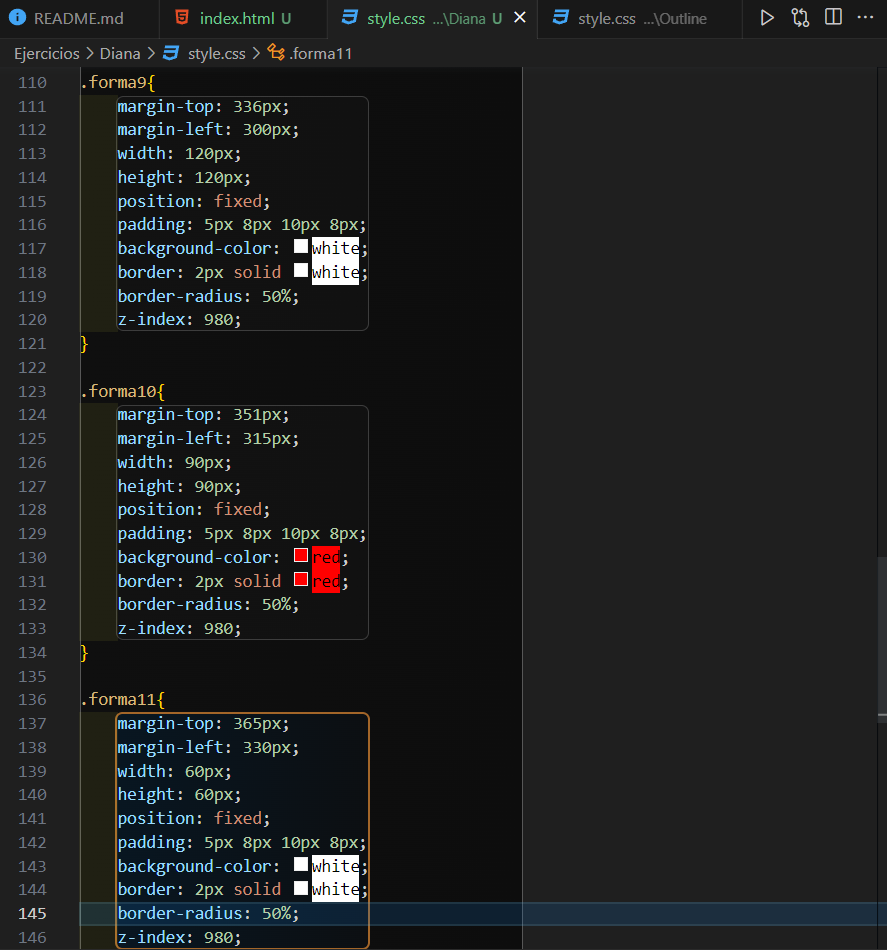 README.md
index.html U
style.css ...\Diana U
style.css ...\Outline
Ejercicios > Diana > style.css > .forma11
110 .forma9{
111 margin-top: 336px;
112 margin-left: 300px;
113 width: 120px;
114 height: 120px;
115 position: fixed;
116 padding: 5px 8px 10px 8px;
117 background-color: white;
118 border: 2px solid white;
119 border-radius: 50%;
120 z-index: 980;
121 }
122
123 .forma10{
124 margin-top: 351px;
125 margin-left: 315px;
126 width: 90px;
127 height: 90px;
128 position: fixed;
129 padding: 5px 8px 10px 8px;
130 background-color: red;
131 border: 2px solid red;
132 border-radius: 50%;
133 z-index: 980;
134 }
135
136 .forma11{
137 margin-top: 365px;
138 margin-left: 330px;
139 width: 60px;
140 height: 60px;
141 position: fixed;
142 padding: 5px 8px 10px 8px;
143 background-color: white;
144 border: 2px solid white;
145 border-radius: 50%;
146 z-index: 980;